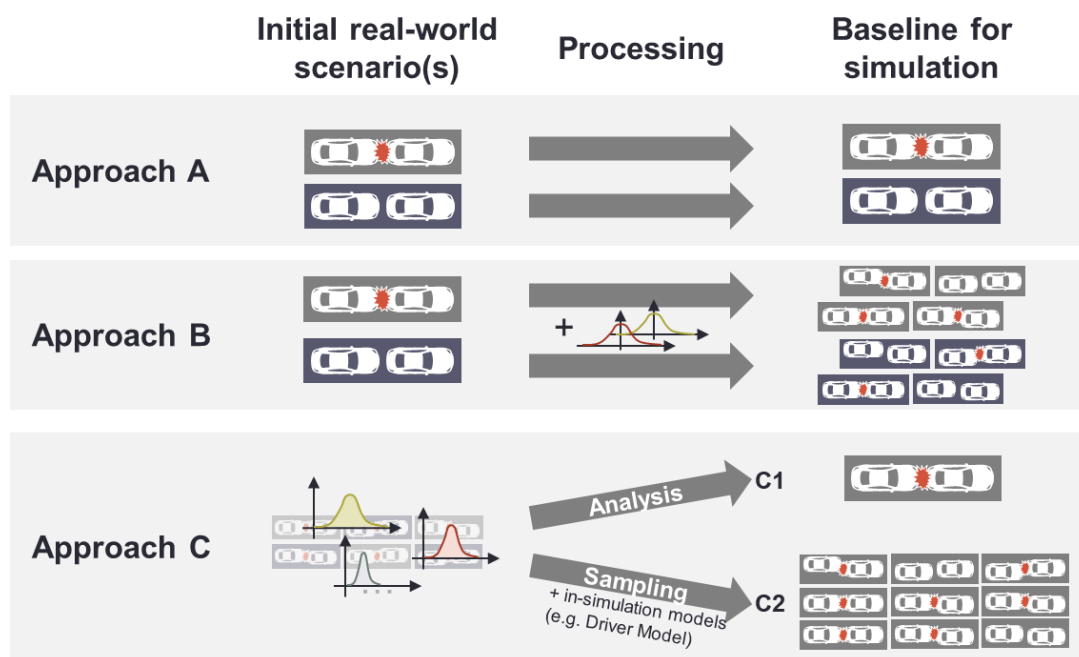 Initial real-world
scenario(s)
Processing
Baseline for
simulation
Approach A
Approach B
+
Approach C
Analysis
C1
Sampling
+ in-simulation models
(e.g. Driver Model)
C2